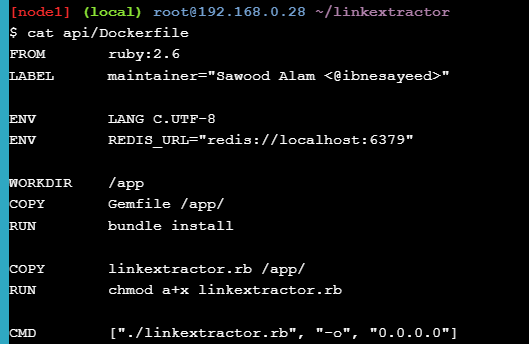 [node1] (local) root@192.168.0.28 ~/linkextractor
$ cat api/Dockerfile
FROM ruby:2.6
LABEL maintainer="Sawood Alam <@ibnesayeed>"
ENV LANG C.UTF-8
ENV REDIS_URL="redis://localhost:6379"
WORKDIR /app
COPY Gemfile /app/
RUN bundle install
COPY linkextractor.rb /app/
RUN chmod a+x linkextractor.rb
CMD ["./linkextractor.rb", "-o", "0.0.0.0"]